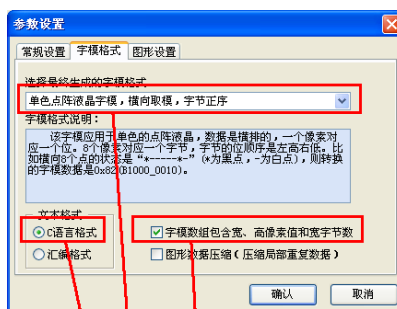 参数设置
常规设置 字模格式 图形设置
选择最终生成的字模格式
单色点阵液晶字模，横向取模，字节正序
字模格式说明：
该字模应用于单色的点阵液晶，数据是横排的，一个像素对
应一个位。8个像素对应一个字节，字节的位顺序是左高右低。比
如横向8个点的状态是“*-----*-”（*为黑点，-为白点），则转换
的字模数据是0x82(B1000_0010)。
文本格式
C语言格式 字模数组包含宽、高像素值和宽字节数
汇编格式 图形数据压缩（压缩局部重复数据）
确认 取消